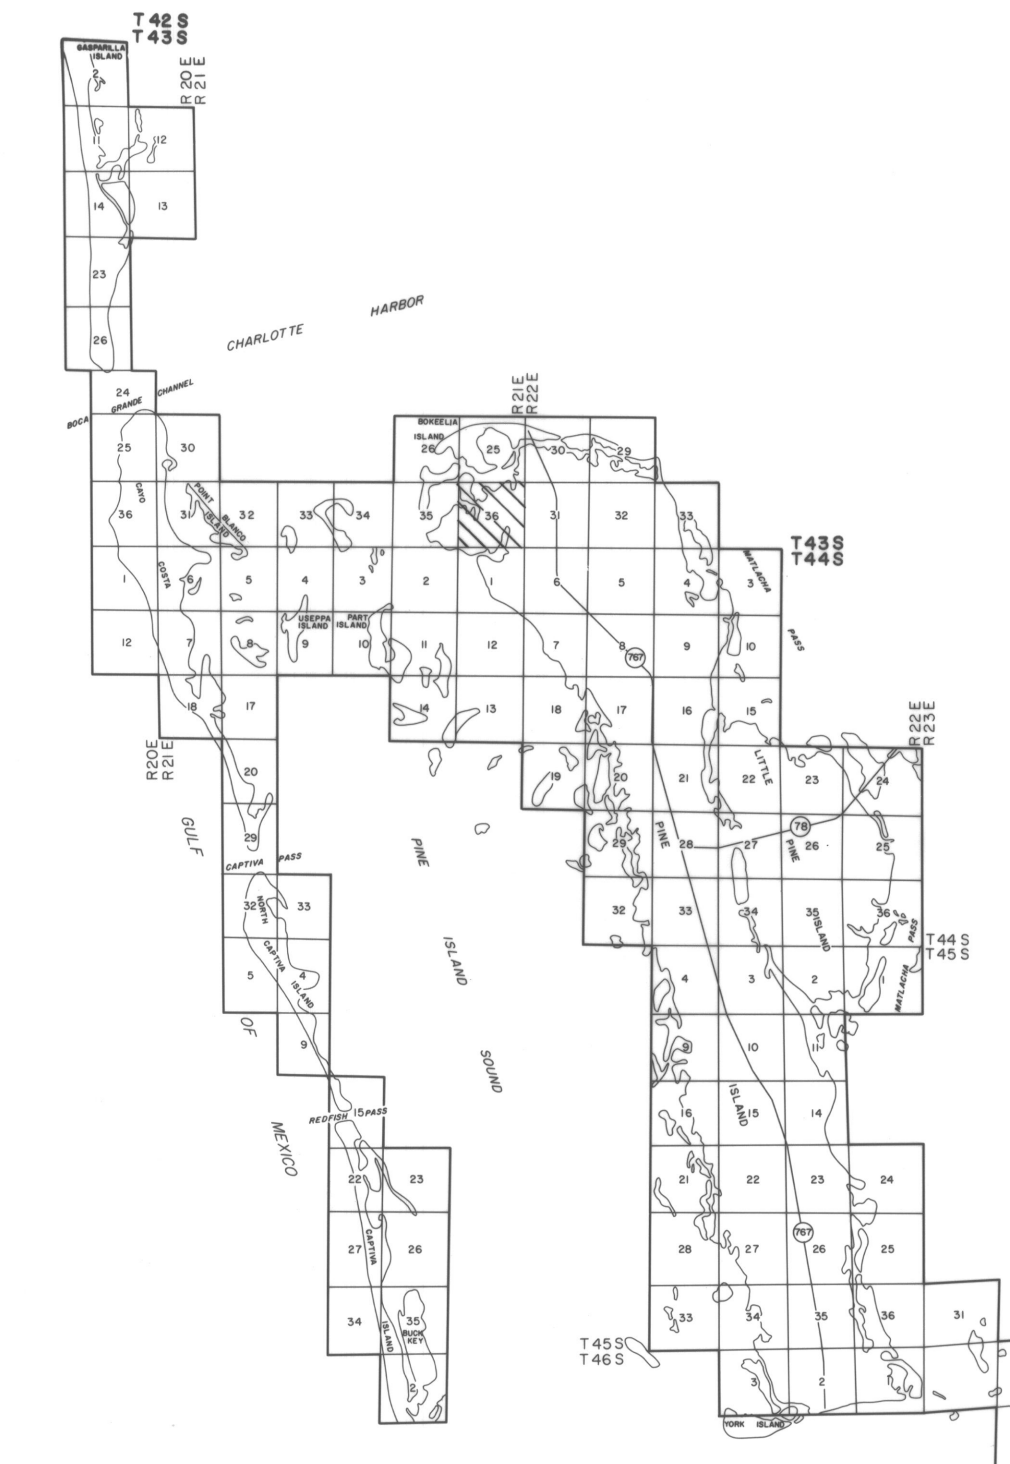 T 42 S
T 43 S
GASPARILLA
ISLAND
R 20 E
R 21 E
2
11 12
14 13
23
26
CHARLOTTE HARBOR
24
BOCA GRANDE CHANNEL
R21E
R22E
BOKEELIA
ISLAND
25 30 26 25 30 29
CAYO
POINT
BLANCO
ISLAND
36 31 32 33 34 35 36 31 32 33
T43S
T44S
COSTA
MATLACHA
PASS
1 6 5 4 3 2 1 6 5 4 3
USEPPA
ISLAND
PART
ISLAND
12 7 8 9 10 11 12 7 8 9 10
767
18 17 14 13 18 17 16 15
R20E
R21E
R22E
R23E
20 19 20 21 22 23 24
LITTLE
78
29 29 28 27 26 25
GULF
PINE
PINE
PINE
CAPTIVA PASS
32 33 32 33 34 35 36
NORTH
CAPTIVA
ISLAND
ISLAND
PASS
T44S
T45S
5 4 4 3 2 1
ISLAND
MATLACHA
OF
9 9 10 11
SOUND
REDFISH 15 PASS
16 15 14
ISLAND
MEXICO
22 23 21 22 23 24
767
27 26 28 27 26 25
CAPTIVA
34 35 33 34 35 36 31
BUCK
KEY
ISLAND
T45S
T46S
2 3 2 1
YORK ISLAND